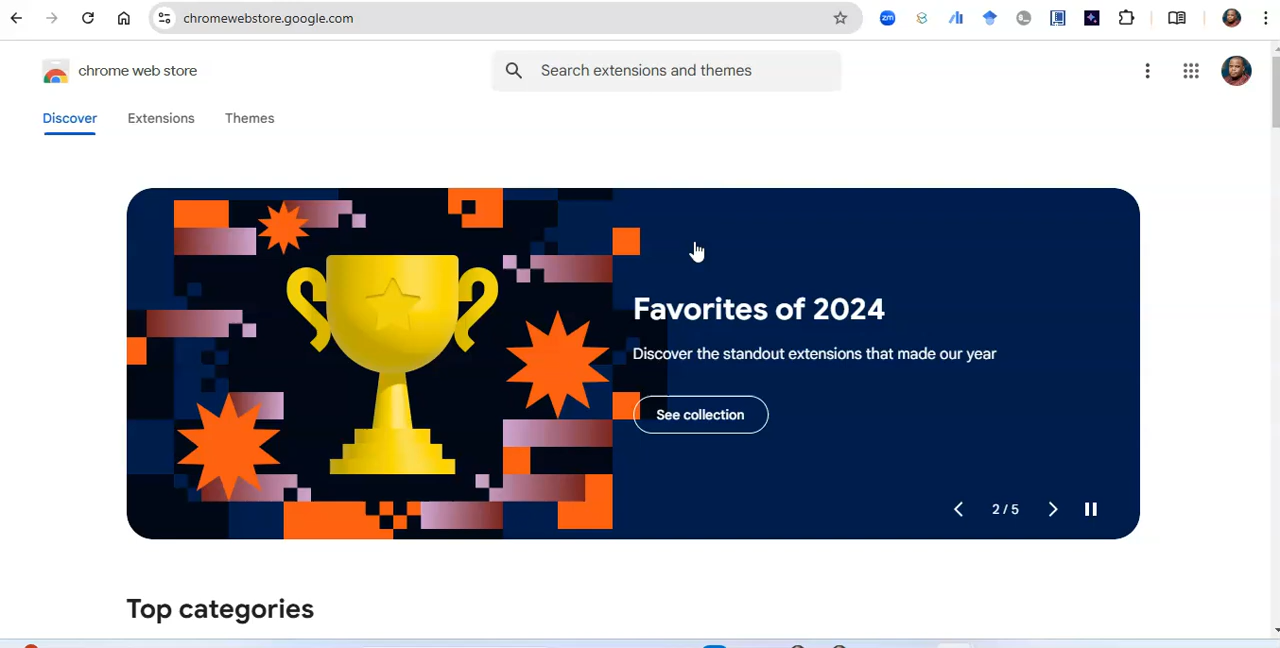 chromewebstore.google.com
zm
chrome web store
Search extensions and themes
Discover
Extensions
Themes
Favorites of 2024
Discover the standout extensions that made our year
See collection
2 / 5
Top categories